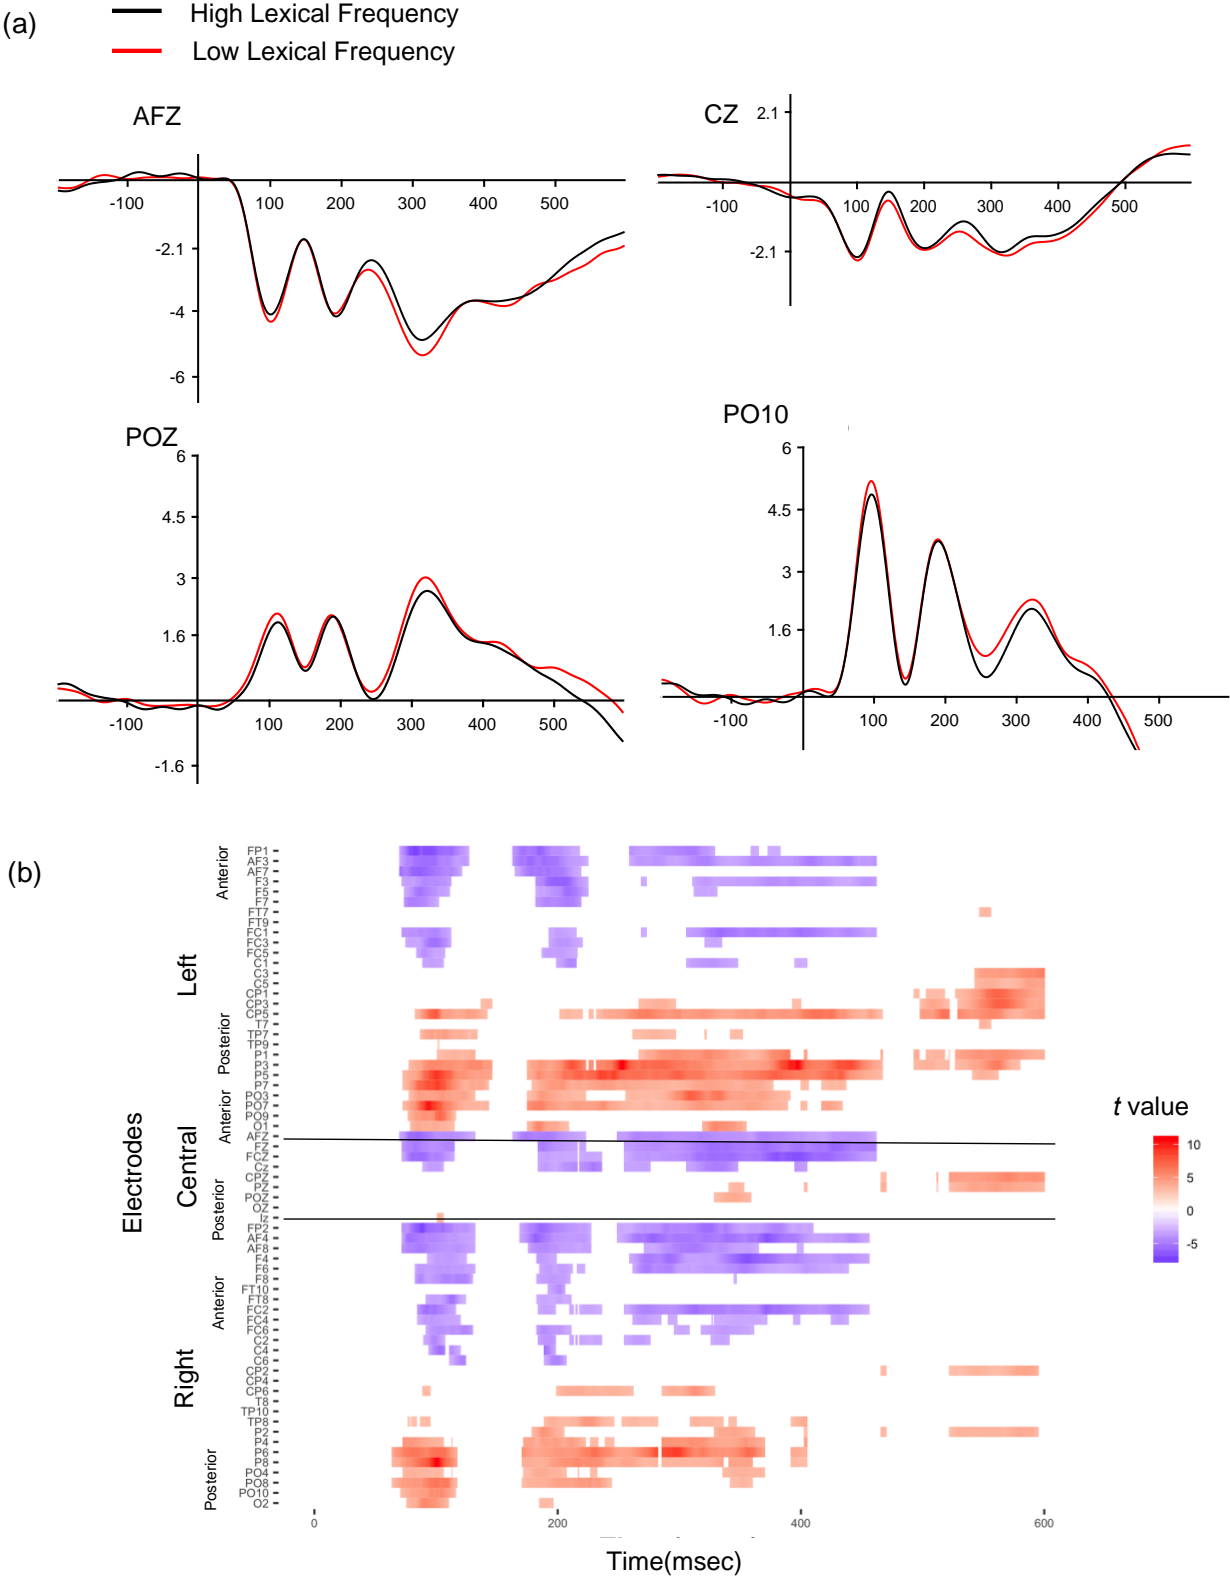 (a)
High Lexical Frequency
Low Lexical Frequency
AFZ
-100 100 200 300 400 500
-2.1
-4
-6
CZ
2.1
-100 100 200 300 400 500
-2.1
POZ
6
4.5
3
1.6
-100 100 200 300 400 500
-1.6
PO10
6
4.5
3
1.6
-100 100 200 300 400 500
(b)
Electrodes
Left
Central
Right
Anterior
Posterior
Anterior
Posterior
Anterior
Posterior
FP1
AF3
AF7
F3
F5
F7
FT7
FT9
FC1
FC3
FC5
C1
C3
C5
CP1
CP3
CP5
T7
TP7
TP9
P1
P3
P5
P7
PO3
PO7
PO9
O1
AFZ
FZ
FCZ
Cz
CPZ
PZ
POZ
OZ
Iz
FP2
AF4
AF8
F4
F6
F8
FT10
FT8
FC2
FC4
FC6
C2
C4
C6
CP2
CP4
CP6
T8
TP10
TP8
P2
P4
P6
P8
PO4
PO8
PO10
O2
0 200 400 600
Time(msec)
t value
10
5
0
-5